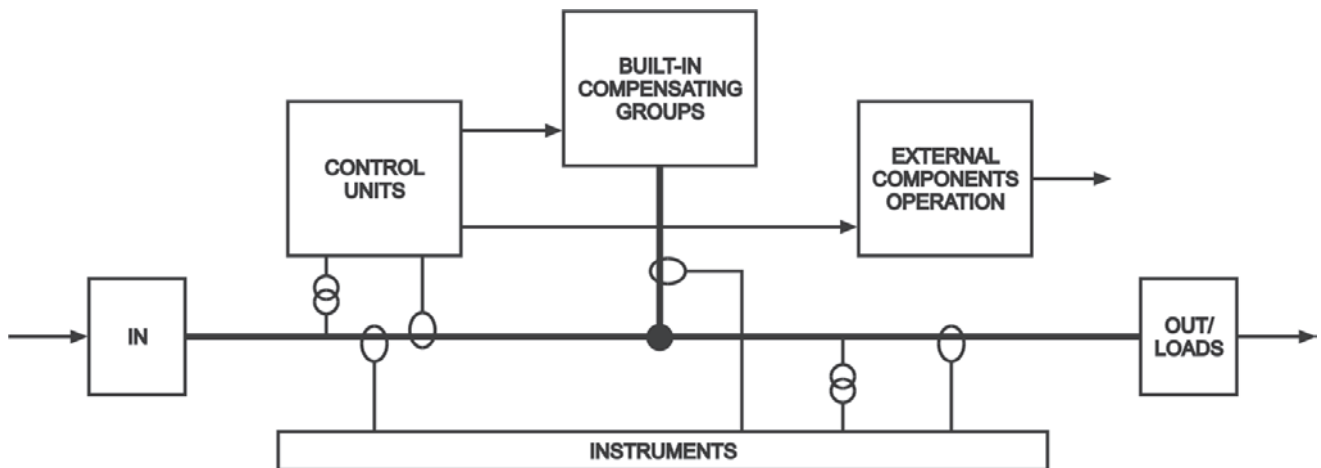 BUILT-IN
COMPENSATING
GROUPS
CONTROL
UNITS
EXTERNAL
COMPONENTS
OPERATION
IN
OUT/
LOADS
INSTRUMENTS